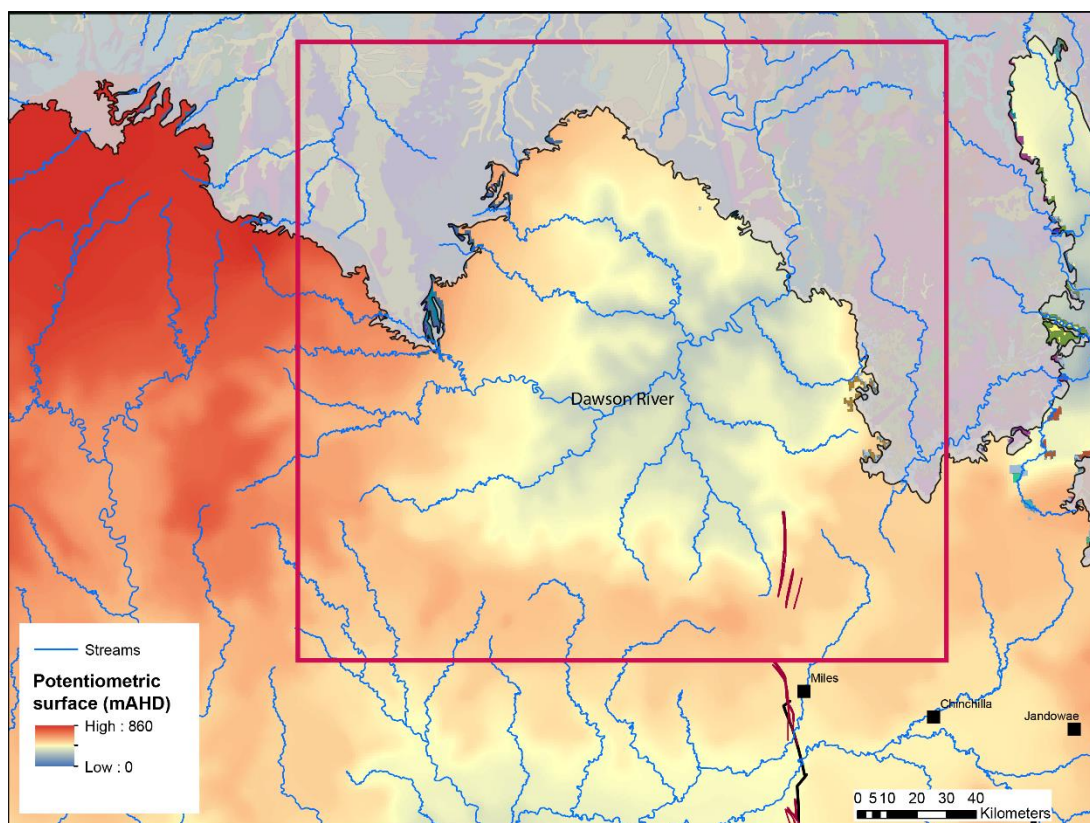 Dawson River
Streams
Potentiometric
surface (mAHD)
High : 860
Low : 0
Miles
Chinchilla
Jandowae
0 5 10 20 30 40
Kilometers